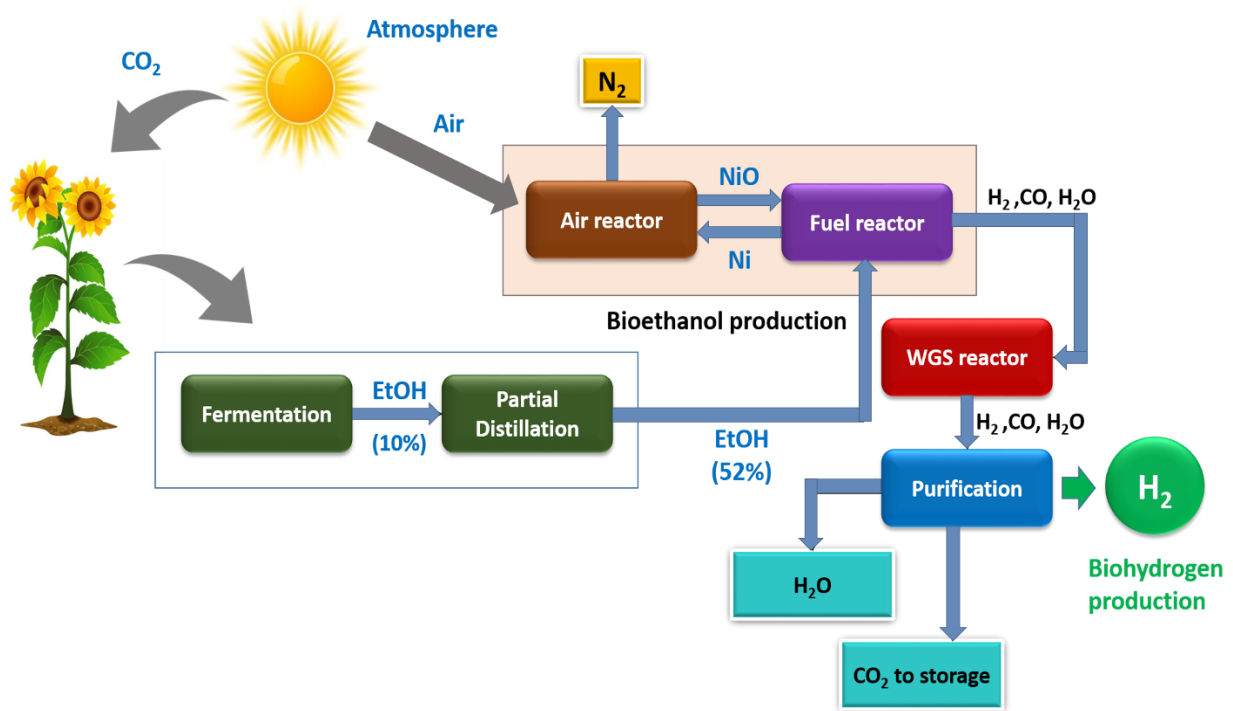 Atmosphere
CO₂
Air
N₂
NiO
Air reactor
Fuel reactor
Ni
H₂ ,CO, H₂O
Bioethanol production
WGS reactor
Fermentation
EtOH
(10%)
Partial
Distillation
EtOH
(52%)
H₂ ,CO, H₂O
Purification
H₂
Biohydrogen
production
H₂O
CO₂ to storage